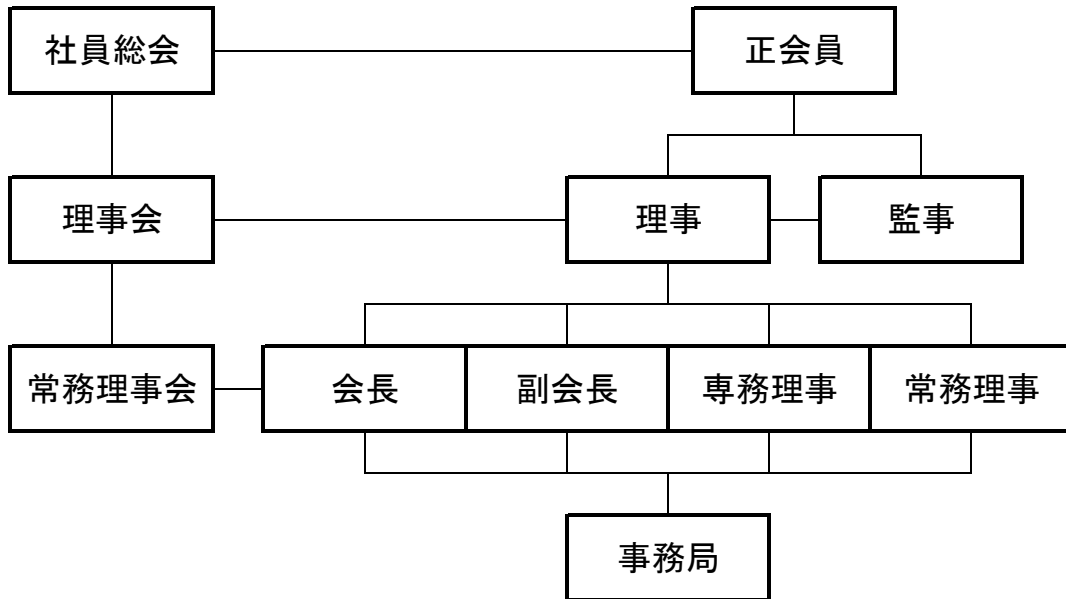 社員総会
正会員
理事会
理事
監事
常務理事会
会長
副会長
専務理事
常務理事
事務局